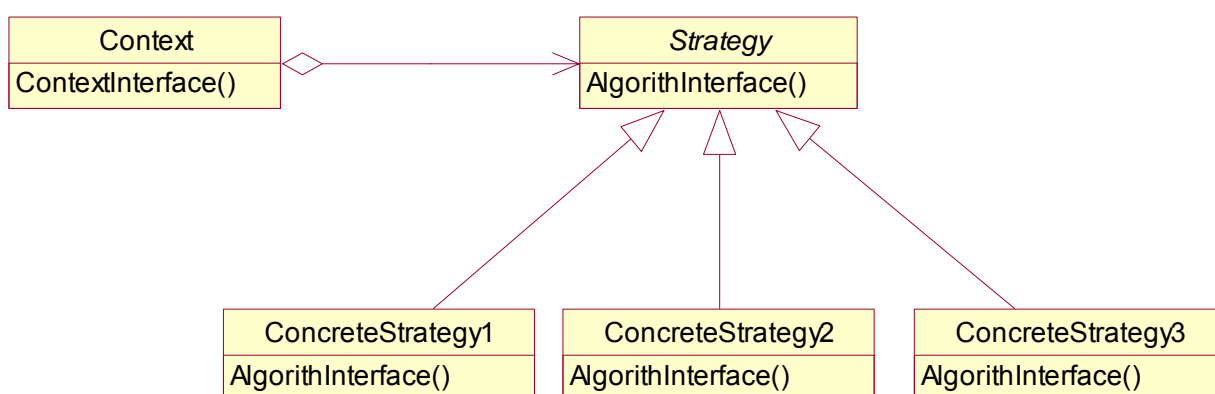 Context
ContextInterface()
Strategy
AlgorithInterface()
ConcreteStrategy1
AlgorithInterface()
ConcreteStrategy2
AlgorithInterface()
ConcreteStrategy3
AlgorithInterface()